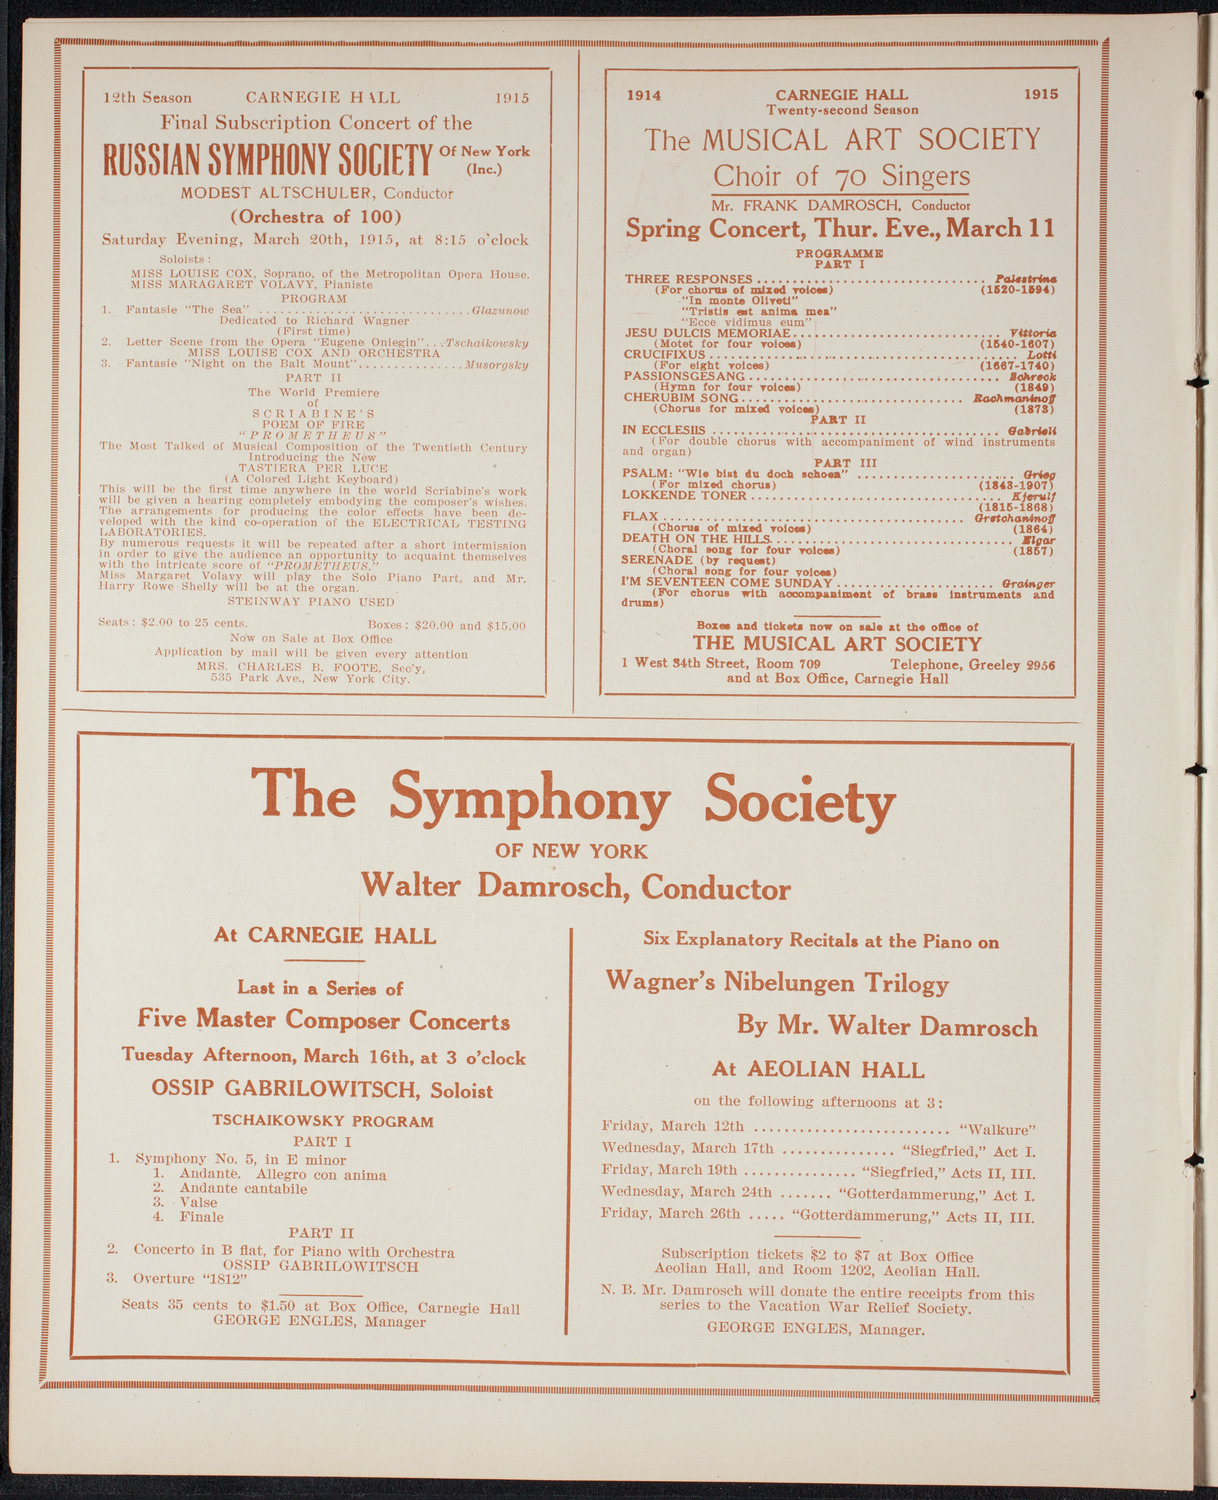 12th Season CARNEGIE HALL 1915
Final Subscription Concert of the
RUSSIAN SYMPHONY SOCIETY Of New York (Inc.)
MODEST ALTSCHULER, Conductor
(Orchestra of 100)
Saturday Evening, March 20th, 1915, at 8:15 o'clock
Soloists:
MISS LOUISE COX, Soprano, of the Metropolitan Opera House.
MISS MARAGARET VOLAVY, Pianiste
PROGRAM
1. Fantasie "The Sea" ............................Glazunow
Dedicated to Richard Wagner
(First time)
2. Letter Scene from the Opera "Eugene Oniegin"...Tschaikowsky
MISS LOUISE COX AND ORCHESTRA
3. Fantasie "Night on the Balt Mount"...............Musorgsky
PART II
The World Premiere
of
SCRIABINE'S
POEM OF FIRE
"PROMETHEUS"
The Most Talked of Musical Composition of the Twentieth Century
Introducing the New
TASTIERA PER LUCE
(A Colored Light Keyboard)
This will be the first time anywhere in the world Scriabine's work
will be given a hearing completely embodying the composer's wishes.
The arrangements for producing the color effects have been de-
veloped with the kind co-operation of the ELECTRICAL TESTING
LABORATORIES.
By numerous requests it will be repeated after a short intermission
in order to give the audience an opportunity to acquaint themselves
with the intricate score of "PROMETHEUS."
Miss Margaret Volavy will play the Solo Piano Part, and Mr.
Harry Rowe Shelly will be at the organ.
STEINWAY PIANO USED
Seats: $2.00 to 25 cents. Boxes: $20.00 and $15.00
Now on Sale at Box Office
Application by mail will be given every attention
MRS. CHARLES B. FOOTE, Sec'y,
535 Park Ave., New York City.
1914 CARNEGIE HALL 1915
Twenty-second Season
The MUSICAL ART SOCIETY
Choir of 70 Singers
Mr. FRANK DAMROSCH, Conductor
Spring Concert, Thur. Eve., March 11
PROGRAMME
PART I
THREE RESPONSES ............................... Palestrina
(For chorus of mixed voices) (1520-1594)
"In monte Oliveti"
"Tristis est anima mea"
"Ecce vidimus eum"
JESU DULCIS MEMORIAE............................ Vittoria
(Motet for four voices) (1540-1607)
CRUCIFIXUS ........................................ Lotti
(For eight voices) (1667-1740)
PASSIONSGESANG.................................. Schreck
(Hymn for four voices) (1849)
CHERUBIM SONG.............................. Rachmaninoff
(Chorus for mixed voices) (1873)
PART II
IN ECCLESIIS ...................................... Gabrieli
(For double chorus with accompaniment of wind instruments
and organ)
PART III
PSALM: "Wie bist du doch schoen" ..................... Grieg
(For mixed chorus) (1843-1907)
LOKKENDE TONER ................................. Kjerulf
(1815-1868)
FLAX ........................................ Gretchaninoff
(Chorus of mixed voices) (1864)
DEATH ON THE HILLS............................... Elgar
(Choral song for four voices) (1857)
SERENADE (by request)
(Choral song for four voices)
I'M SEVENTEEN COME SUNDAY ..................... Grainger
(For chorus with accompaniment of brass instruments and
drums)
Boxes and tickets now on sale at the office of
THE MUSICAL ART SOCIETY
1 West 34th Street, Room 709 Telephone, Greeley 2956
and at Box Office, Carnegie Hall
The Symphony Society
OF NEW YORK
Walter Damrosch, Conductor
At CARNEGIE HALL
Last in a Series of
Five Master Composer Concerts
Tuesday Afternoon, March 16th, at 3 o'clock
OSSIP GABRILOWITSCH, Soloist
TSCHAIKOWSKY PROGRAM
PART I
1. Symphony No. 5, in E minor
1. Andante. Allegro con anima
2. Andante cantabile
3. Valse
4. Finale
PART II
2. Concerto in B flat, for Piano with Orchestra
OSSIP GABRILOWITSCH
3. Overture "1812"
Seats 35 cents to $1.50 at Box Office, Carnegie Hall
GEORGE ENGLES, Manager
Six Explanatory Recitals at the Piano on
Wagner's Nibelungen Trilogy
By Mr. Walter Damrosch
At AEOLIAN HALL
on the following afternoons at 3:
Friday, March 12th .......................... "Walkure"
Wednesday, March 17th ............... "Siegfried," Act I.
Friday, March 19th ............... "Siegfried," Acts II, III.
Wednesday, March 24th ....... "Gotterdammerung," Act I.
Friday, March 26th ..... "Gotterdammerung," Acts II, III.
Subscription tickets $2 to $7 at Box Office
Aeolian Hall, and Room 1202, Aeolian Hall.
N. B. Mr. Damrosch will donate the entire receipts from this
series to the Vacation War Relief Society.
GEORGE ENGLES, Manager.